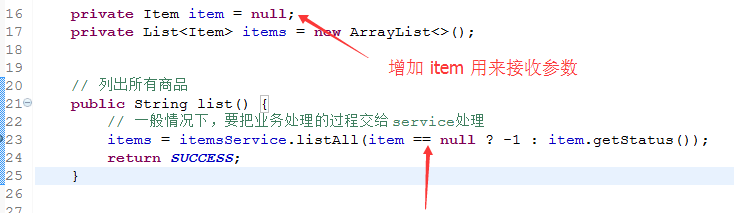 16 private Item item = null;
17 private List<Item> items = new ArrayList<>();
18
19
增加 item 用来接收参数
20 // 列出所有商品
21 public String list() {
22 // 一般情况下，要把业务处理的过程交给 service处理
23 items = itemsService.listAll(item == null ? -1 : item.getStatus());
24 return SUCCESS;
25 }
26
27